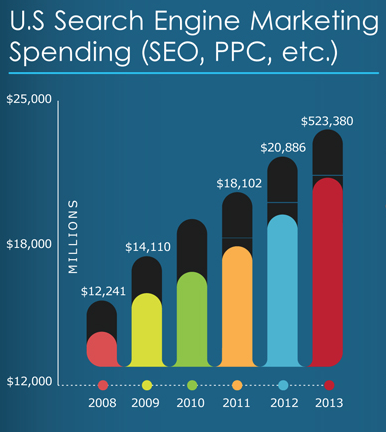 U.S Search Engine Marketing
Spending (SEO, PPC, etc.)
$25,000
$523,380
$20,886
$18,102
$18,000
$14,110
$12,241
MILLIONS
$12,000
2008 2009 2010 2011 2012 2013